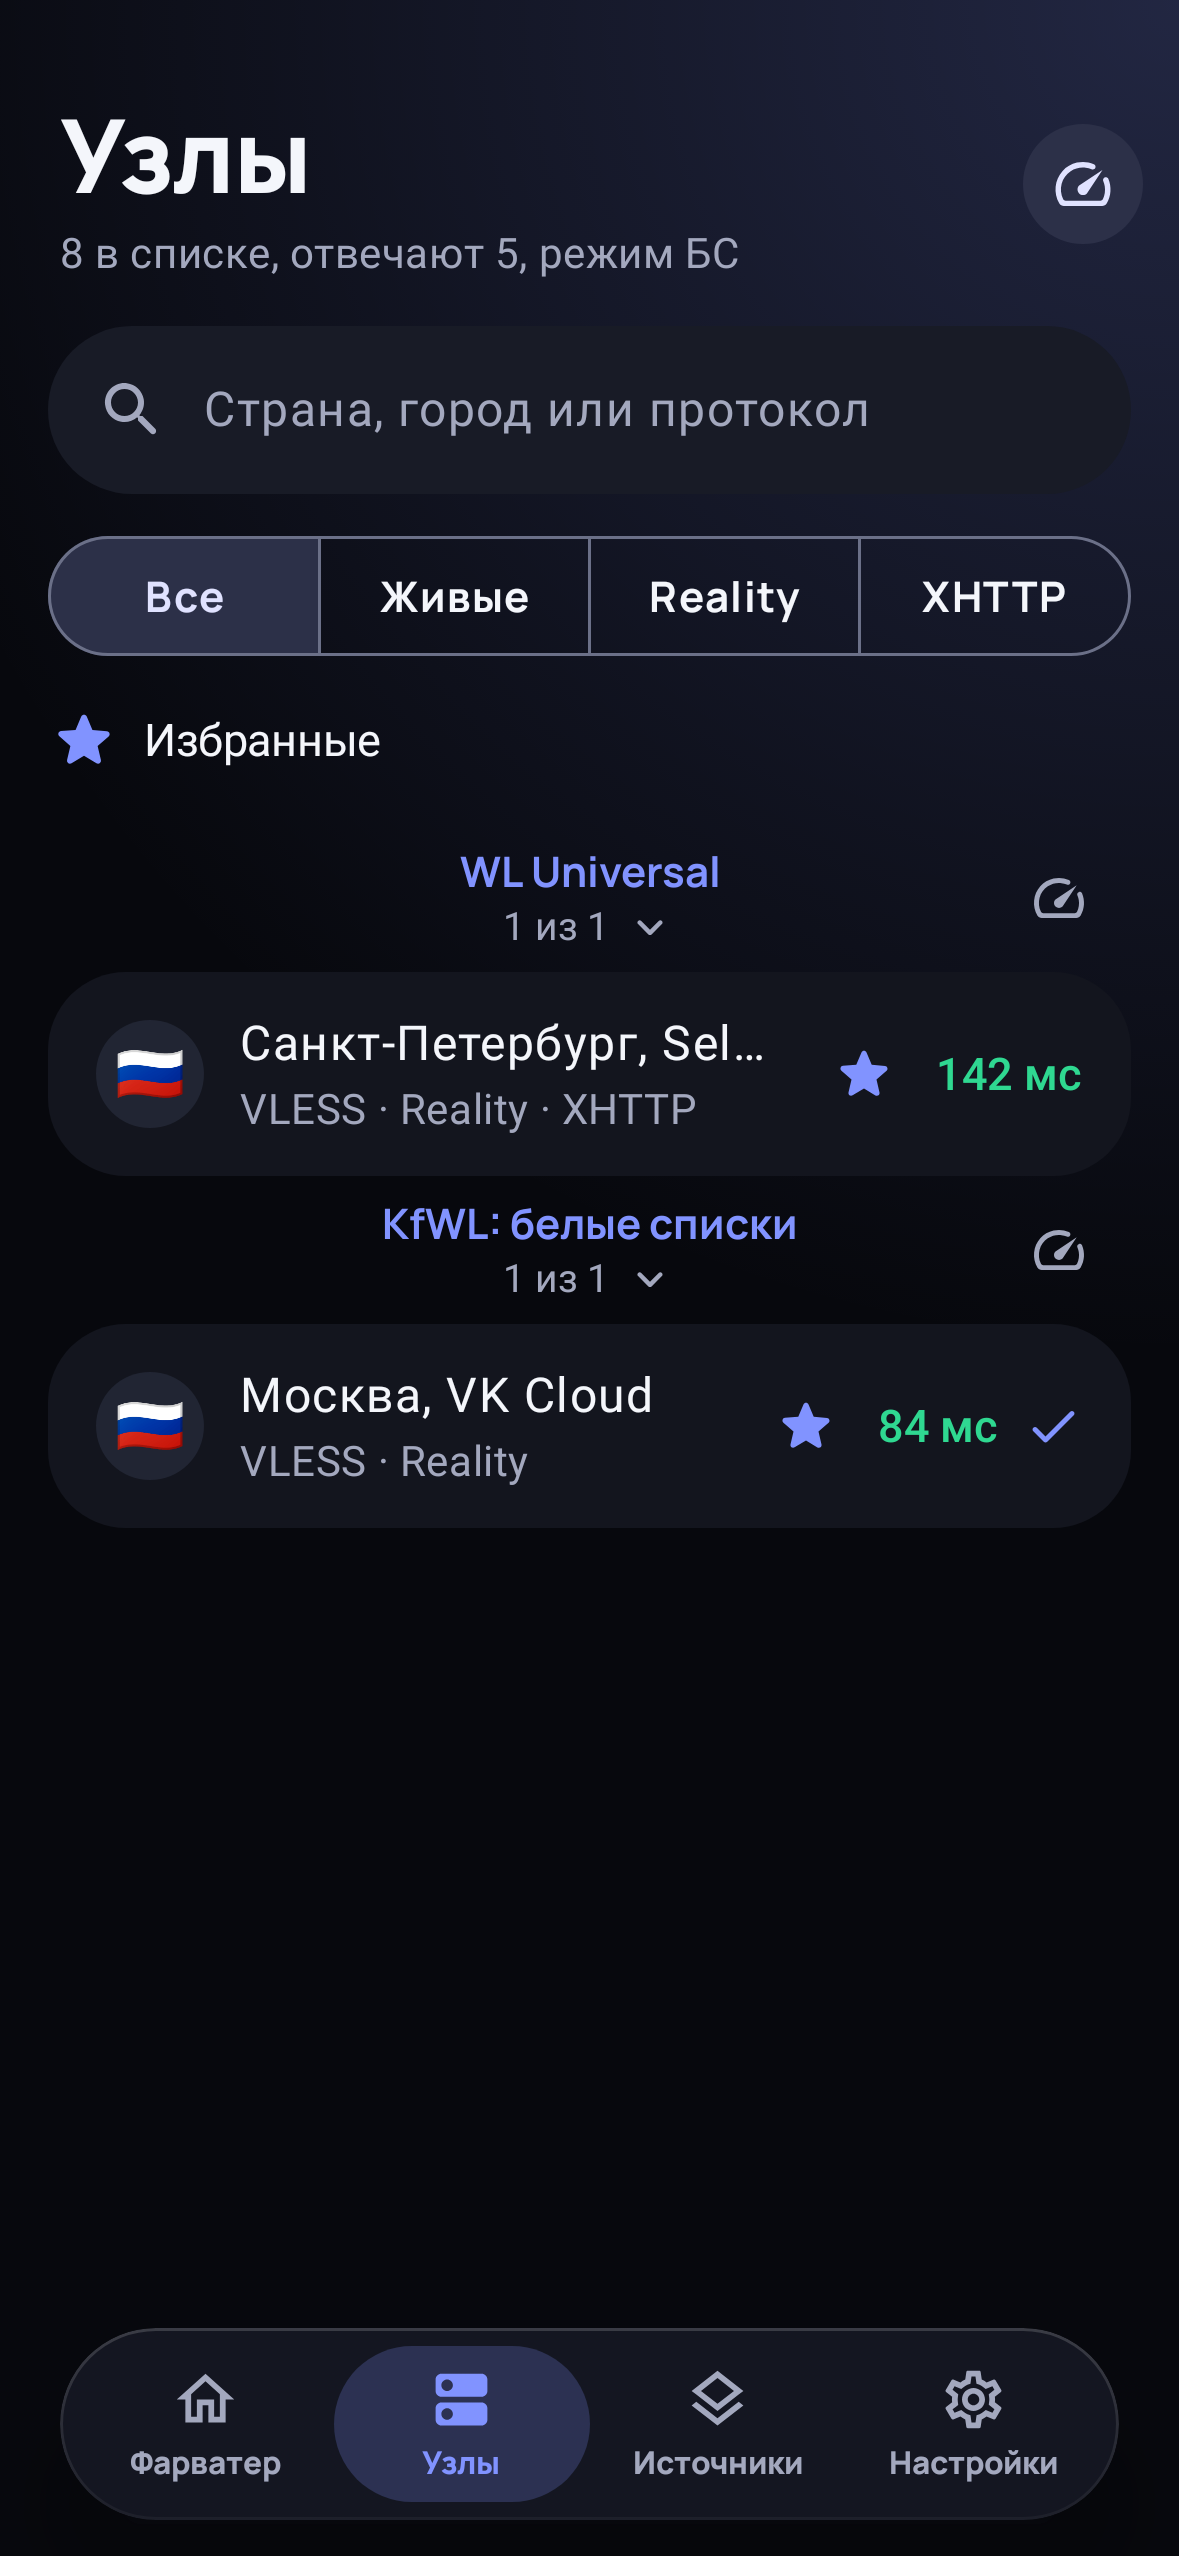 Узлы
8 в списке, отвечают 5, режим БС
Страна, город или протокол
Все
Живые
Reality
XHTTP
Избранные
WL Universal
1 из 1
Санкт-Петербург, Sel...
VLESS · Reality · XHTTP
142 мс
KfWL: белые списки
1 из 1
Москва, VK Cloud
VLESS · Reality
84 мс
Фарватер
Узлы
Источники
Настройки